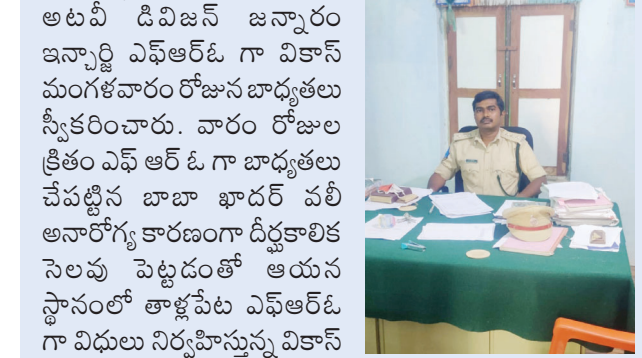 అటవీ డివిజన్ జన్నారం
ఇన్చార్జి ఎఫ్ఆర్ఓ గా వికాస్
మంగళవారం రోజున బాధ్యతలు
స్వీకరించారు. వారం రోజుల
క్రితం ఎఫ్ ఆర్ ఓ గా బాధ్యతలు
చేపట్టిన బాబా ఖాదర్ వలీ
అనారోగ్య కారణంగా దీర్ఘకాలిక
సెలవు పెట్టడంతో ఆయన
స్థానంలో తాళ్లపేట ఎఫ్ఆర్ఓ
గా విధులు నిర్వహిస్తున్న వికాస్